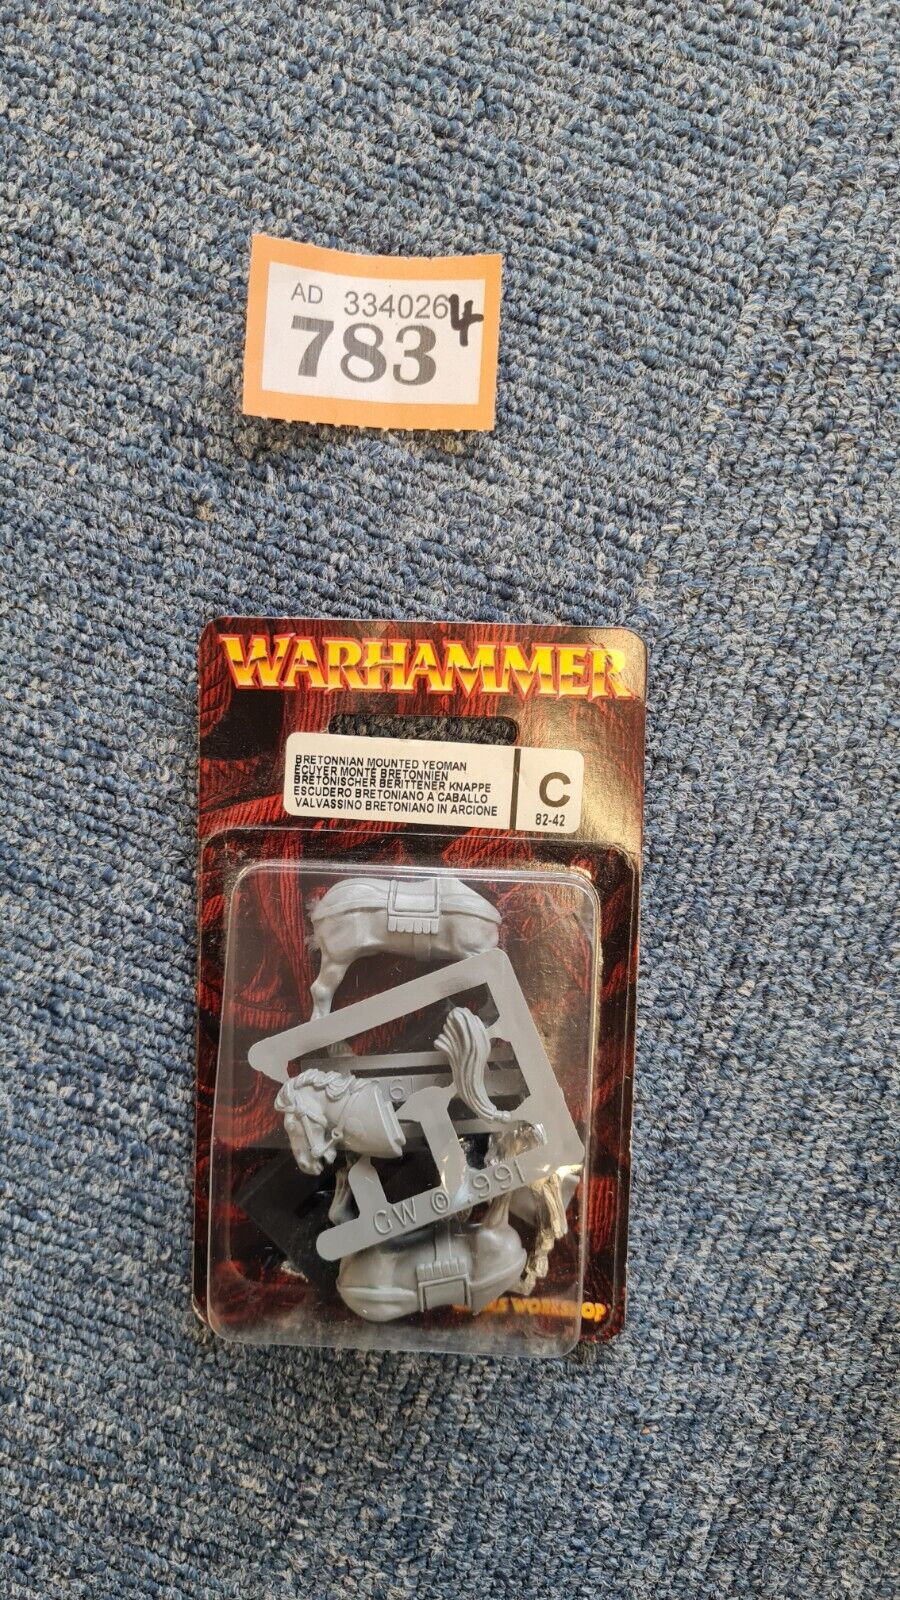 AD 3340264
783
WARHAMMER
BRETONNIAN MOUNTED YEOMAN
ÉCUYER MONTÉ BRETONNIEN
BRETONISCHER BERITTENER KNAPPE
ESCUDERO BRETONIANO A CABALLO
VALVASSINO BRETONIANO IN ARCIONE
C
82-42
GW © 1991
WORKSHOP